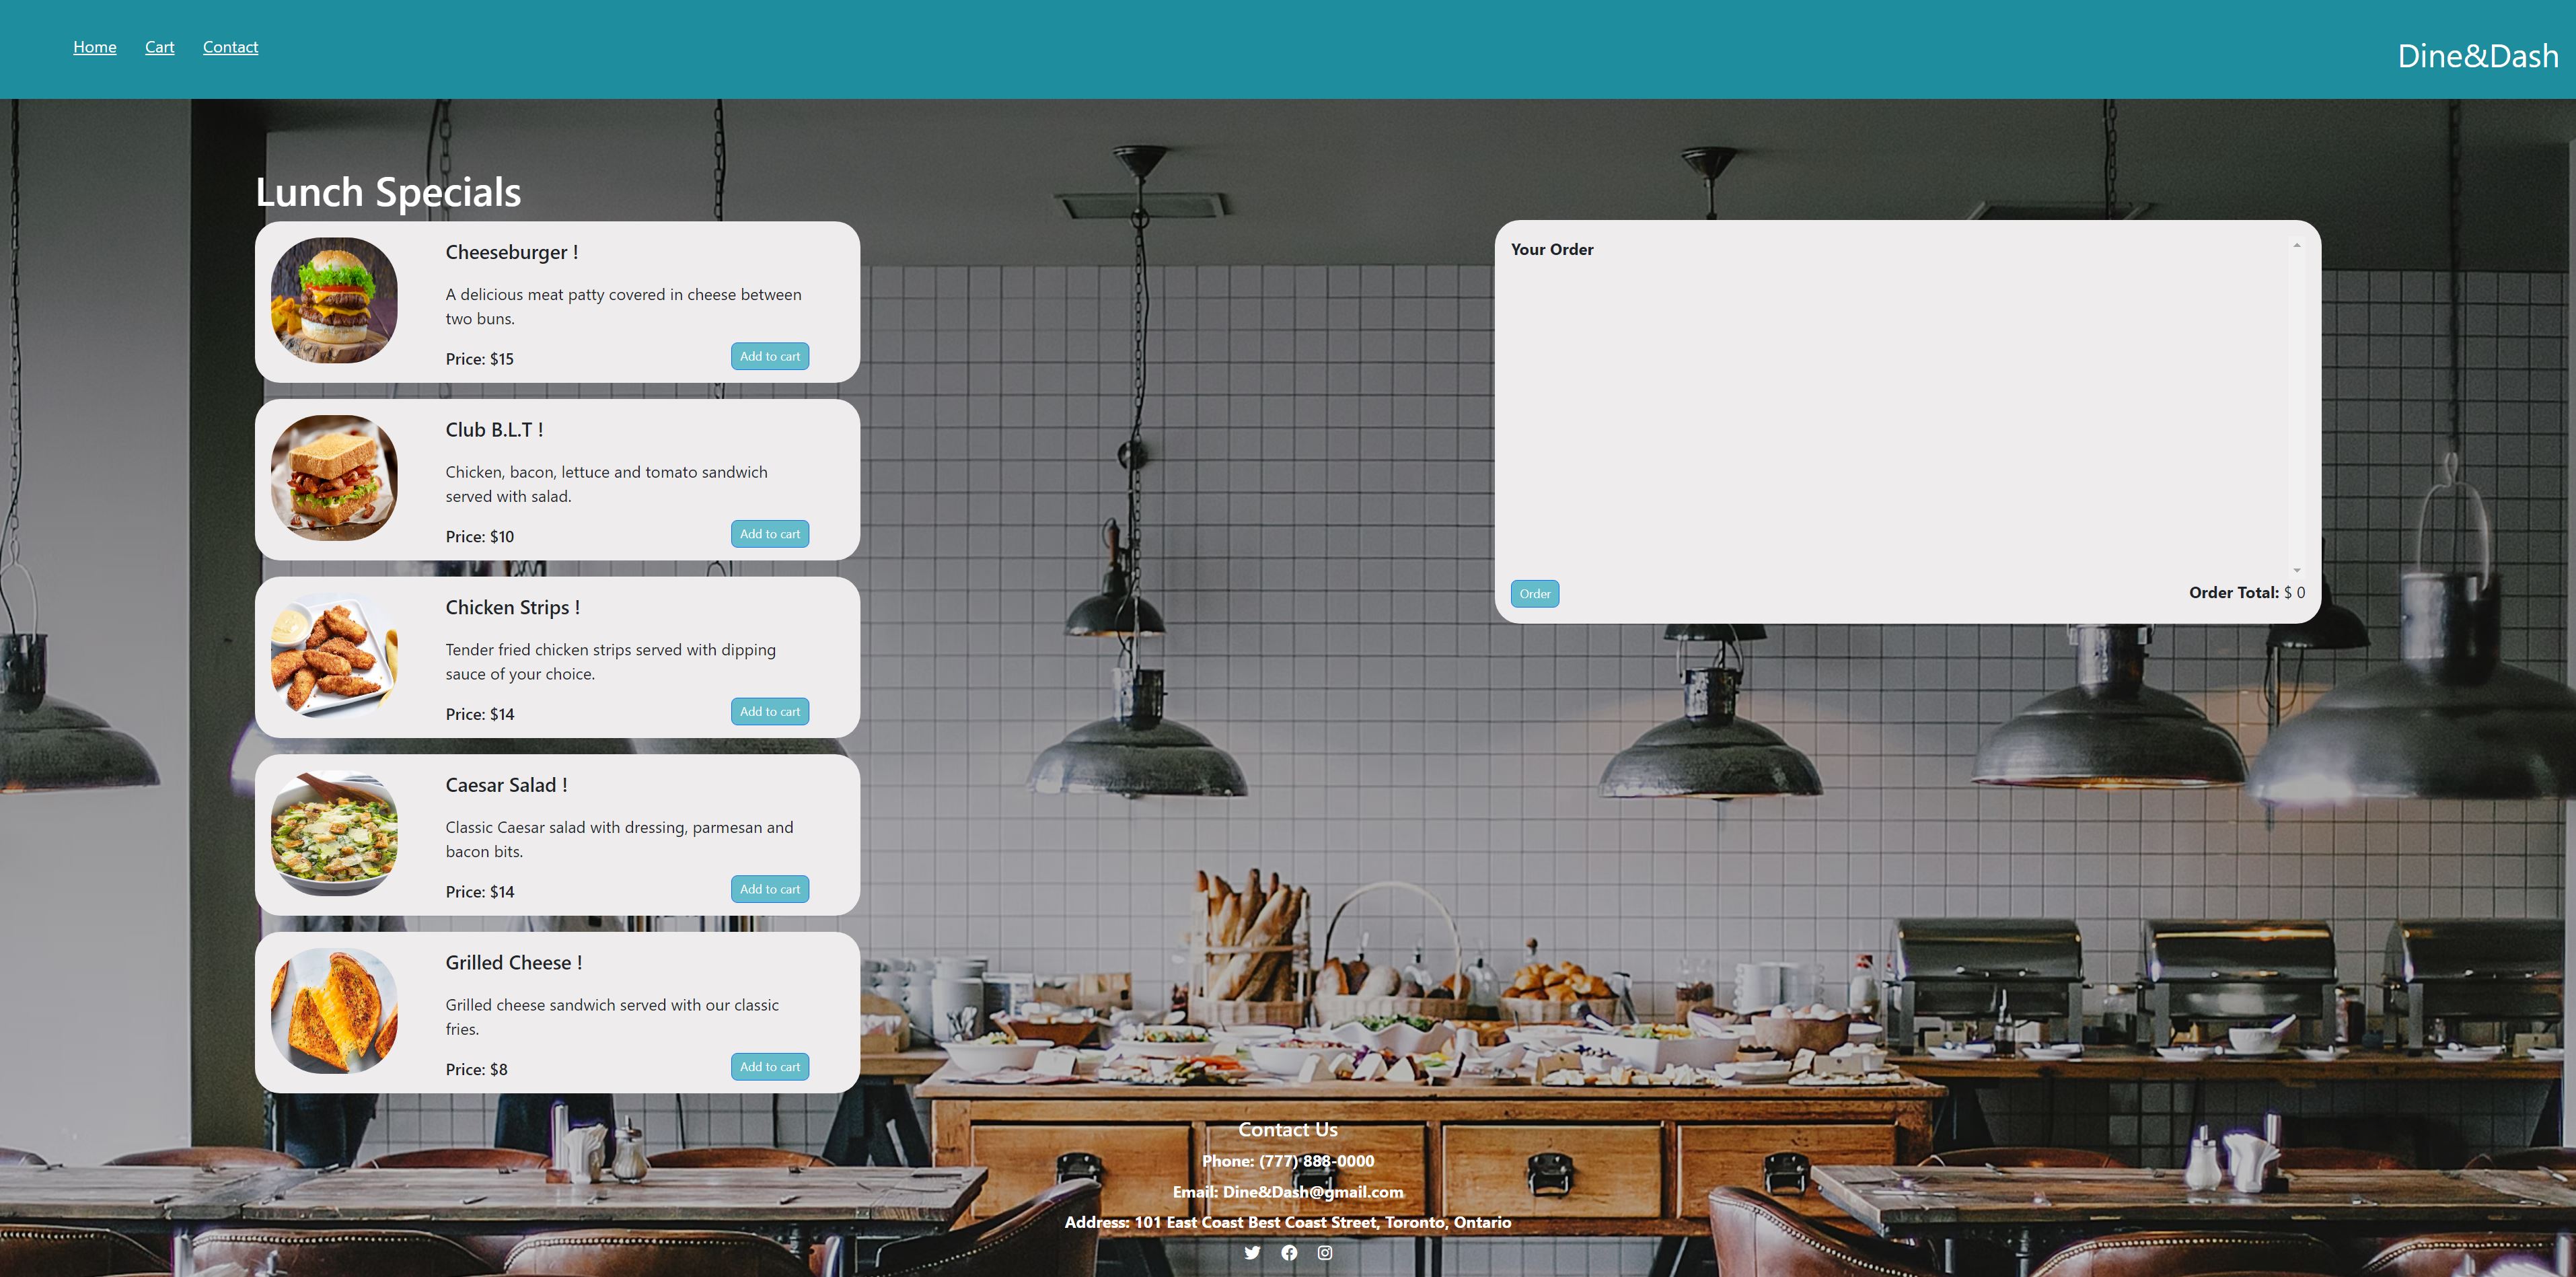 Home Cart Contact
Dine&Dash
Lunch Specials
Cheeseburger !
A delicious meat patty covered in cheese between
two buns.
Price: $15
Add to cart
Club B.L.T !
Chicken, bacon, lettuce and tomato sandwich
served with salad.
Price: $10
Add to cart
Chicken Strips !
Tender fried chicken strips served with dipping
sauce of your choice.
Price: $14
Add to cart
Caesar Salad !
Classic Caesar salad with dressing, parmesan and
bacon bits.
Price: $14
Add to cart
Grilled Cheese !
Grilled cheese sandwich served with our classic
fries.
Price: $8
Add to cart
Your Order
Order
Order Total: $ 0
Contact Us
Phone: (777) 888-0000
Email: Dine&Dash@gmail.com
Address: 101 East Coast Best Coast Street, Toronto, Ontario